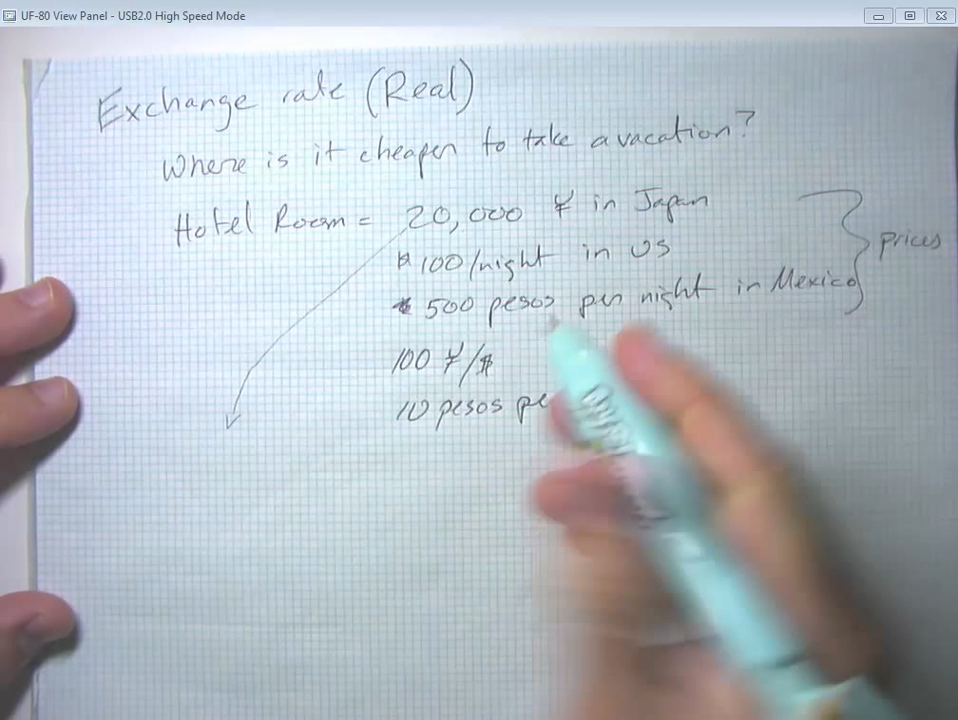 UF-80 View Panel - USB2.0 High Speed Mode
Exchange rate (Real)
Where is it cheaper to take a vacation?
Hotel Room = 20,000 ¥ in Japan
$100/night in US
500 pesos per night in Mexico
prices
100 ¥/$
10 pesos pe